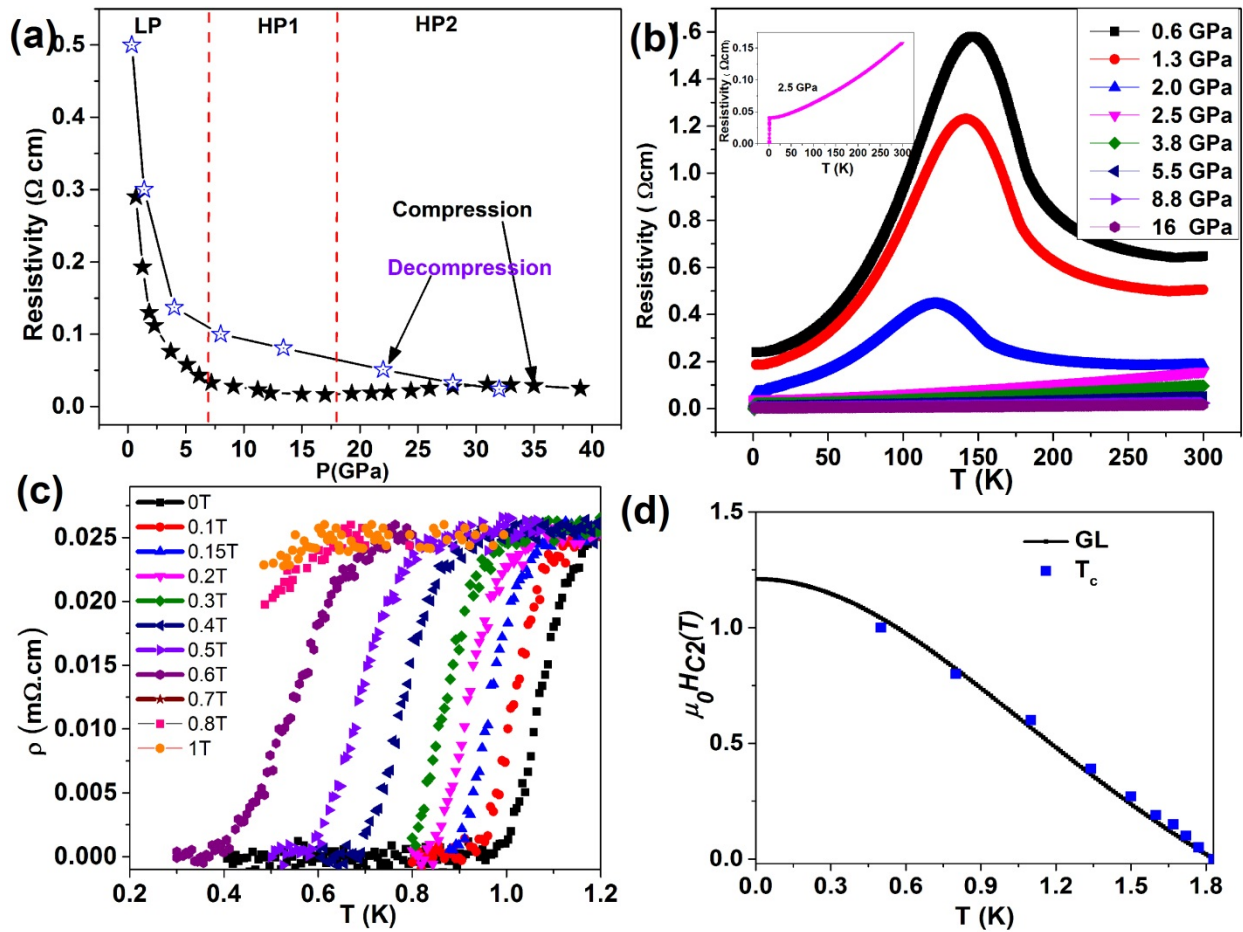 (a)
LP
HP1
HP2
0.5
0.4
0.3
0.2
0.1
0.0
Resistivity (Ω cm)
Compression
Decompression
0 5 10 15 20 25 30 35 40
P(GPa)
(b)
1.6
1.4
1.2
1.0
0.8
0.6
0.4
0.2
0.0
Resistivity ( Ωcm)
0.15
0.10
0.05
0.00
Resistivity ( Ωcm)
2.5 GPa
0 50 100 150 200 250 300
T (K)
0.6 GPa
1.3 GPa
2.0 GPa
2.5 GPa
3.8 GPa
5.5 GPa
8.8 GPa
16 GPa
0 50 100 150 200 250 300
T (K)
(c)
0.025
0.020
0.015
0.010
0.005
0.000
ρ (mΩ.cm)
0T
0.1T
0.15T
0.2T
0.3T
0.4T
0.5T
0.6T
0.7T
0.8T
1T
0.2 0.4 0.6 0.8 1.0 1.2
T (K)
(d)
1.5
1.0
0.5
0.0
μ0HC2(T)
GL
Tc
0.0 0.3 0.6 0.9 1.2 1.5 1.8
T (K)